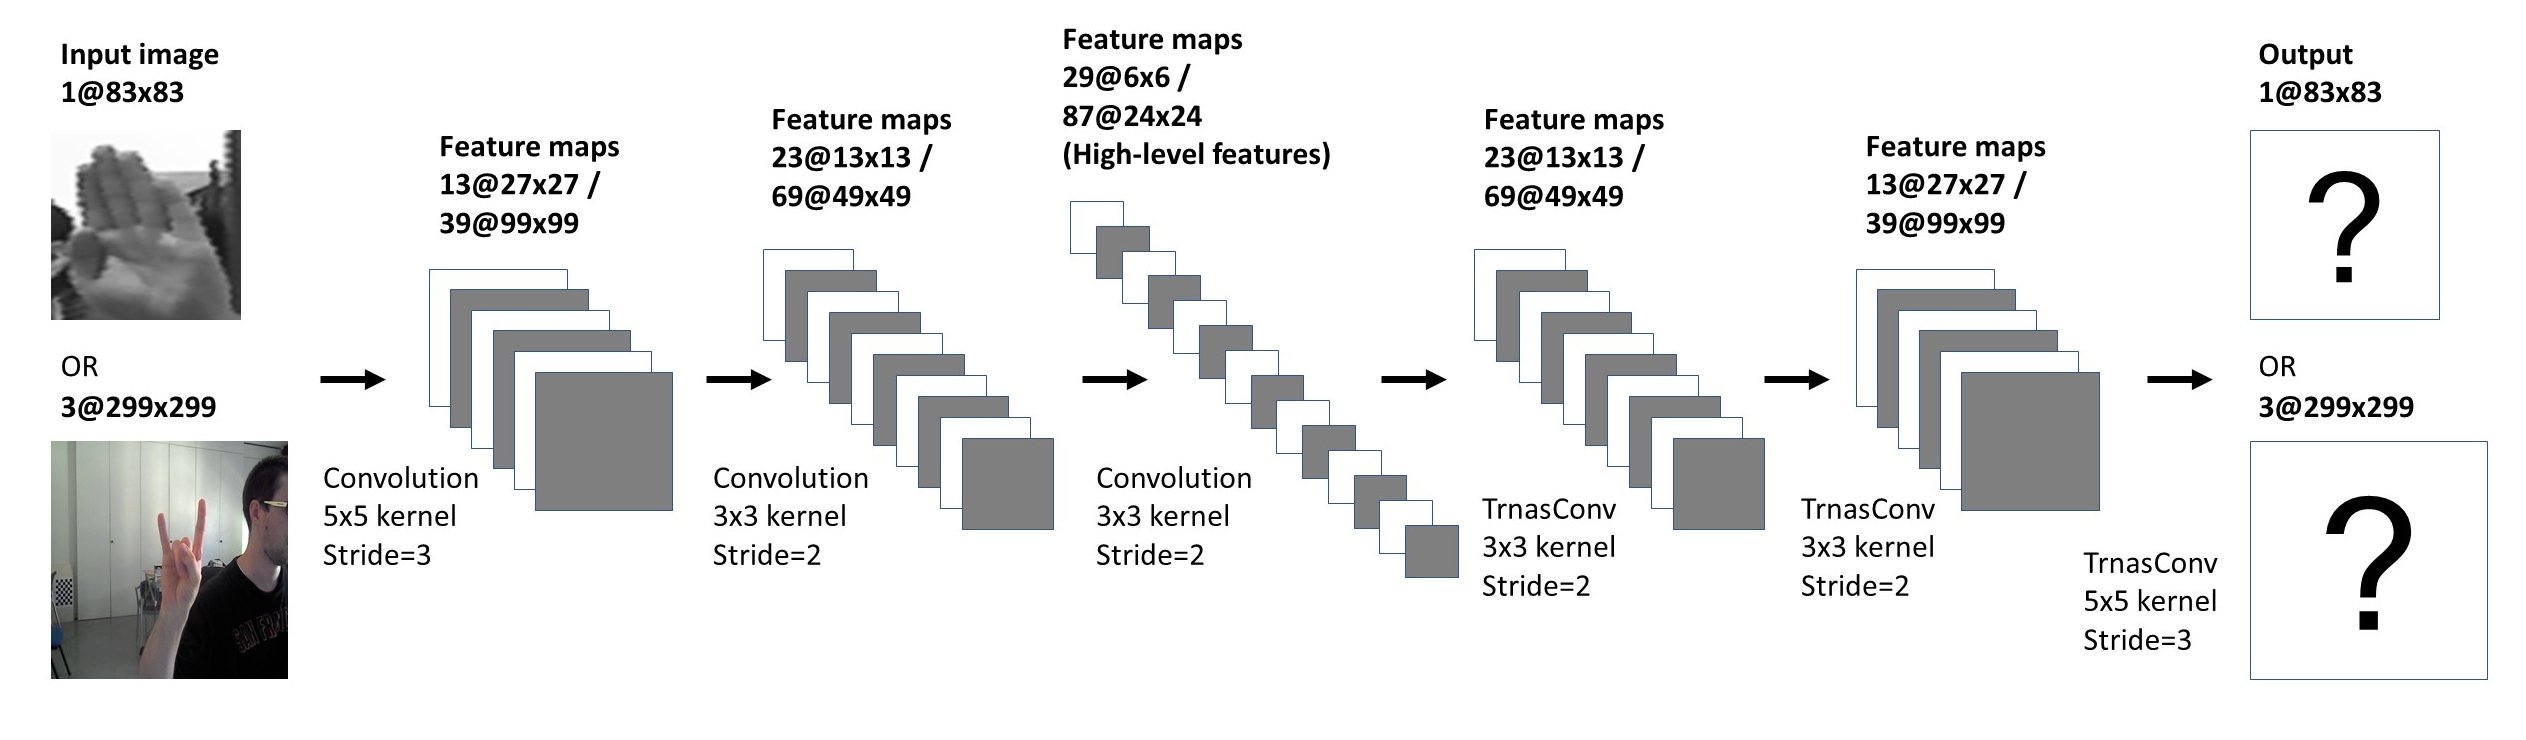 Input image
1@83x83
OR
3@299x299
Convolution
5x5 kernel
Stride=3
Feature maps
13@27x27 /
39@99x99
Convolution
3x3 kernel
Stride=2
Feature maps
23@13x13 /
69@49x49
Convolution
3x3 kernel
Stride=2
Feature maps
29@6x6 /
87@24x24
(High-level features)
TrnasConv
3x3 kernel
Stride=2
Feature maps
23@13x13 /
69@49x49
TrnasConv
3x3 kernel
Stride=2
Feature maps
13@27x27 /
39@99x99
TrnasConv
5x5 kernel
Stride=3
Output
1@83x83
?
OR
3@299x299
?
SAN FR